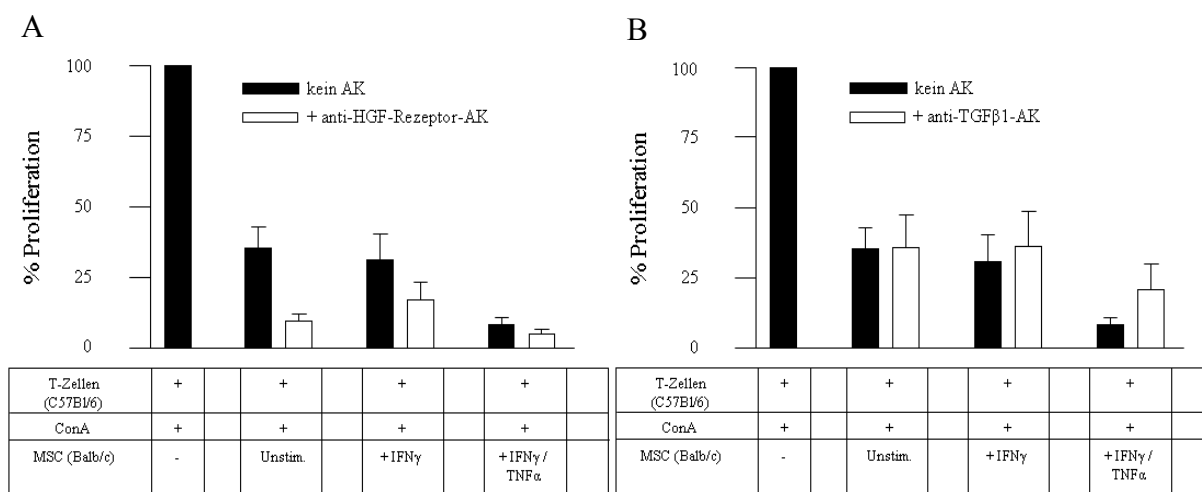 A
100
75
50
25
0
% Proliferation
kein AK
+ anti-HGF-Rezeptor-AK
T-Zellen + + + +
(C57Bl/6)
ConA + + + +
MSC (Balb/c) - Unstim. +IFNγ +IFNγ /
TNFα
B
100
75
50
25
0
% Proliferation
kein AK
+ anti-TGFβ1-AK
T-Zellen + + + +
(C57Bl/6)
ConA + + + +
MSC (Balb/c) - Unstim. +IFNγ +IFNγ /
TNFα